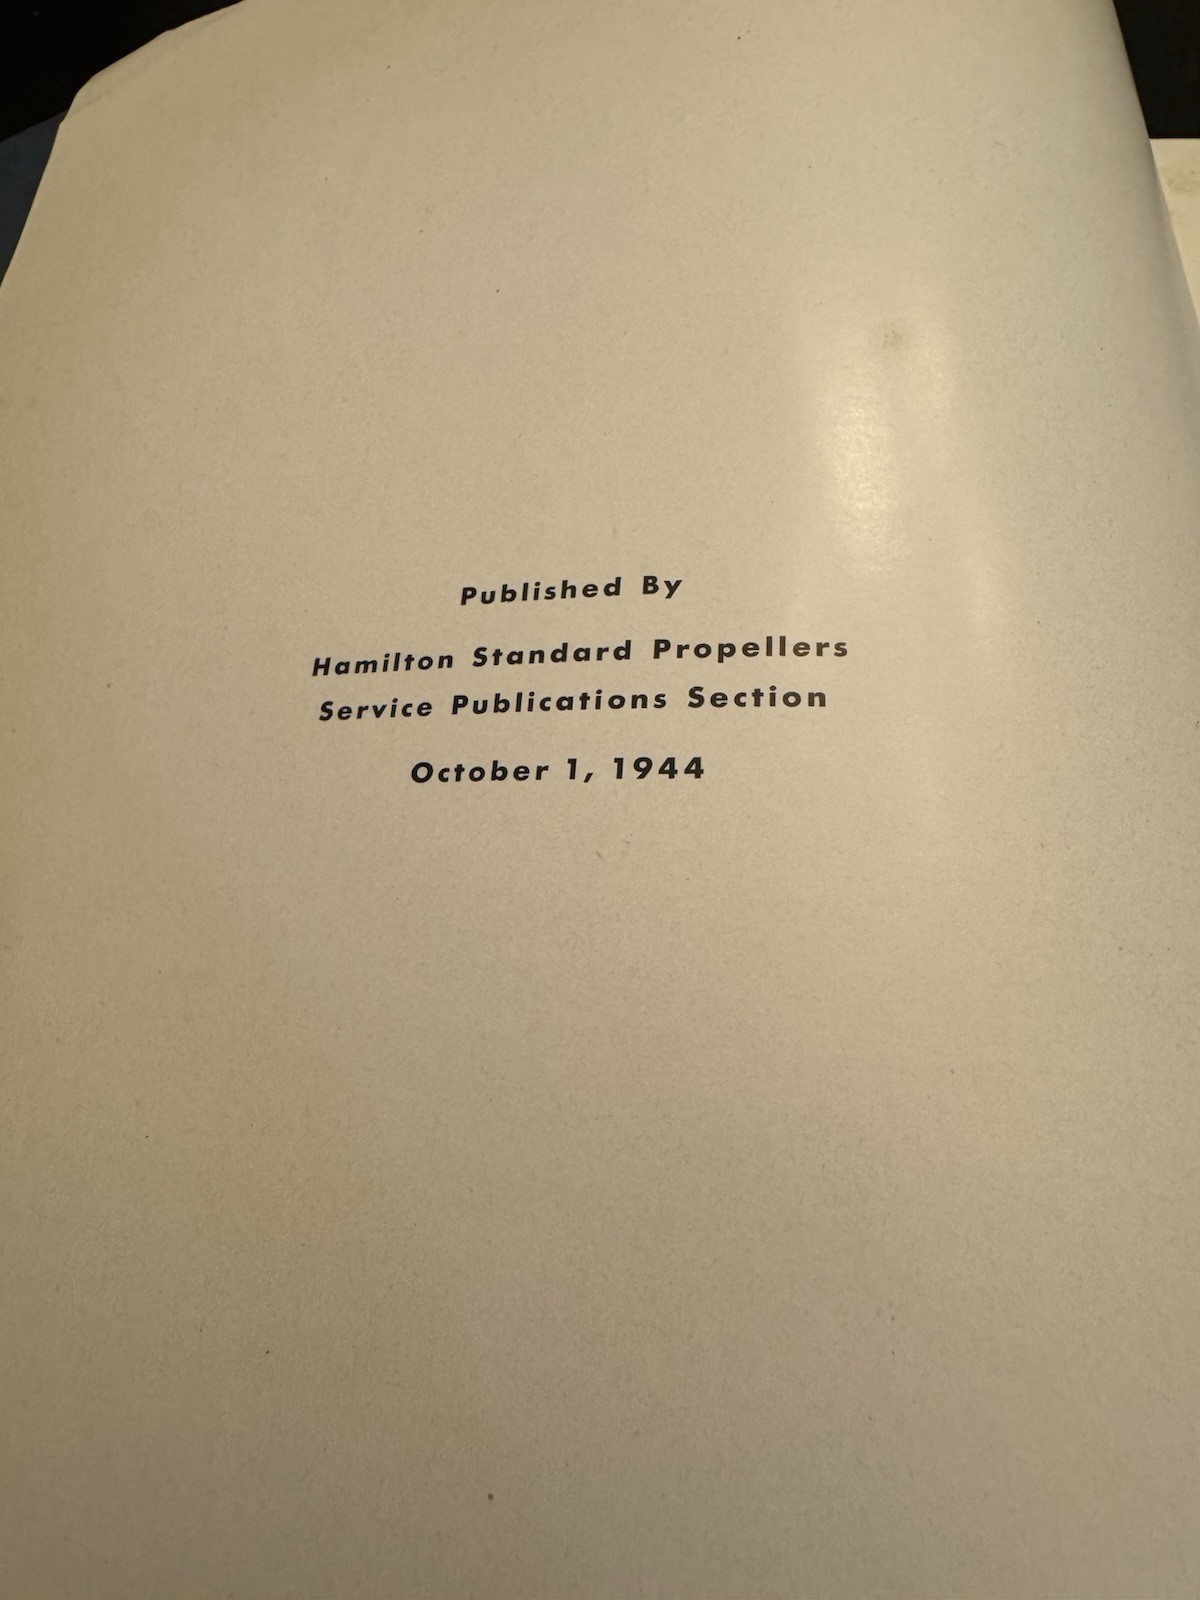 Published By
Hamilton Standard Propellers
Service Publications Section
October 1, 1944